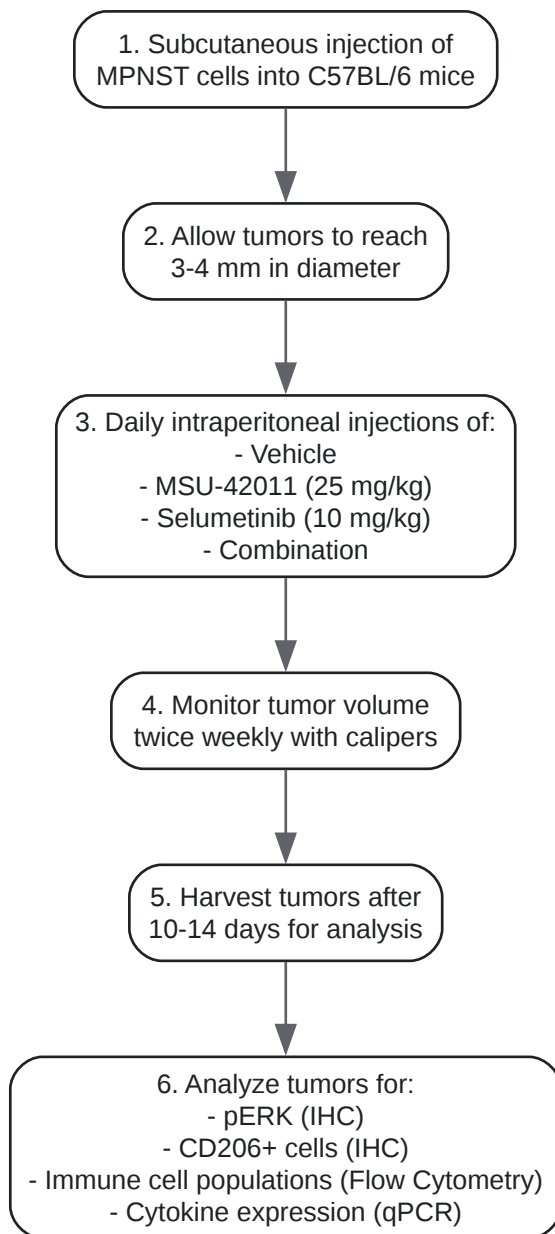 1. Subcutaneous injection of
MPNST cells into C57BL/6 mice
2. Allow tumors to reach
3-4 mm in diameter
3. Daily intraperitoneal injections of:
- Vehicle
- MSU-42011 (25 mg/kg)
- Selumetinib (10 mg/kg)
- Combination
4. Monitor tumor volume
twice weekly with calipers
5. Harvest tumors after
10-14 days for analysis
6. Analyze tumors for:
- pERK (IHC)
- CD206+ cells (IHC)
- Immune cell populations (Flow Cytometry)
- Cytokine expression (qPCR)